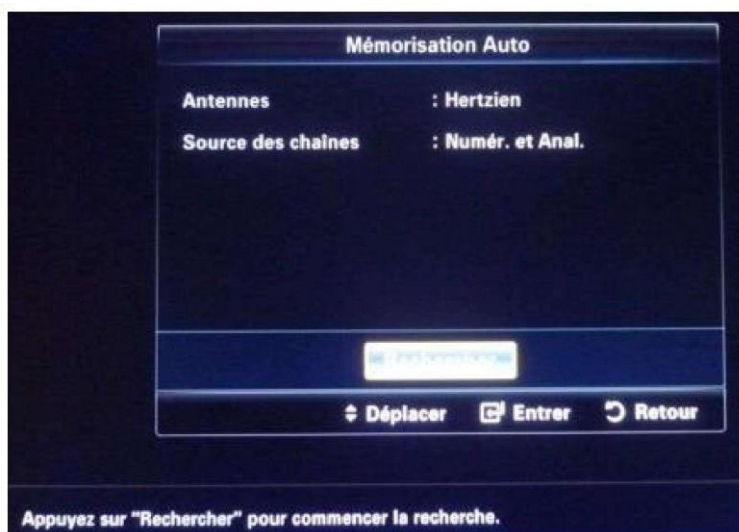 Mémorisation Auto
Antennes : Hertzien
Source des chaînes : Numér. et Anal.
Rechercher
Déplacer Entrer Retour
Appuyez sur "Rechercher" pour commencer la recherche.